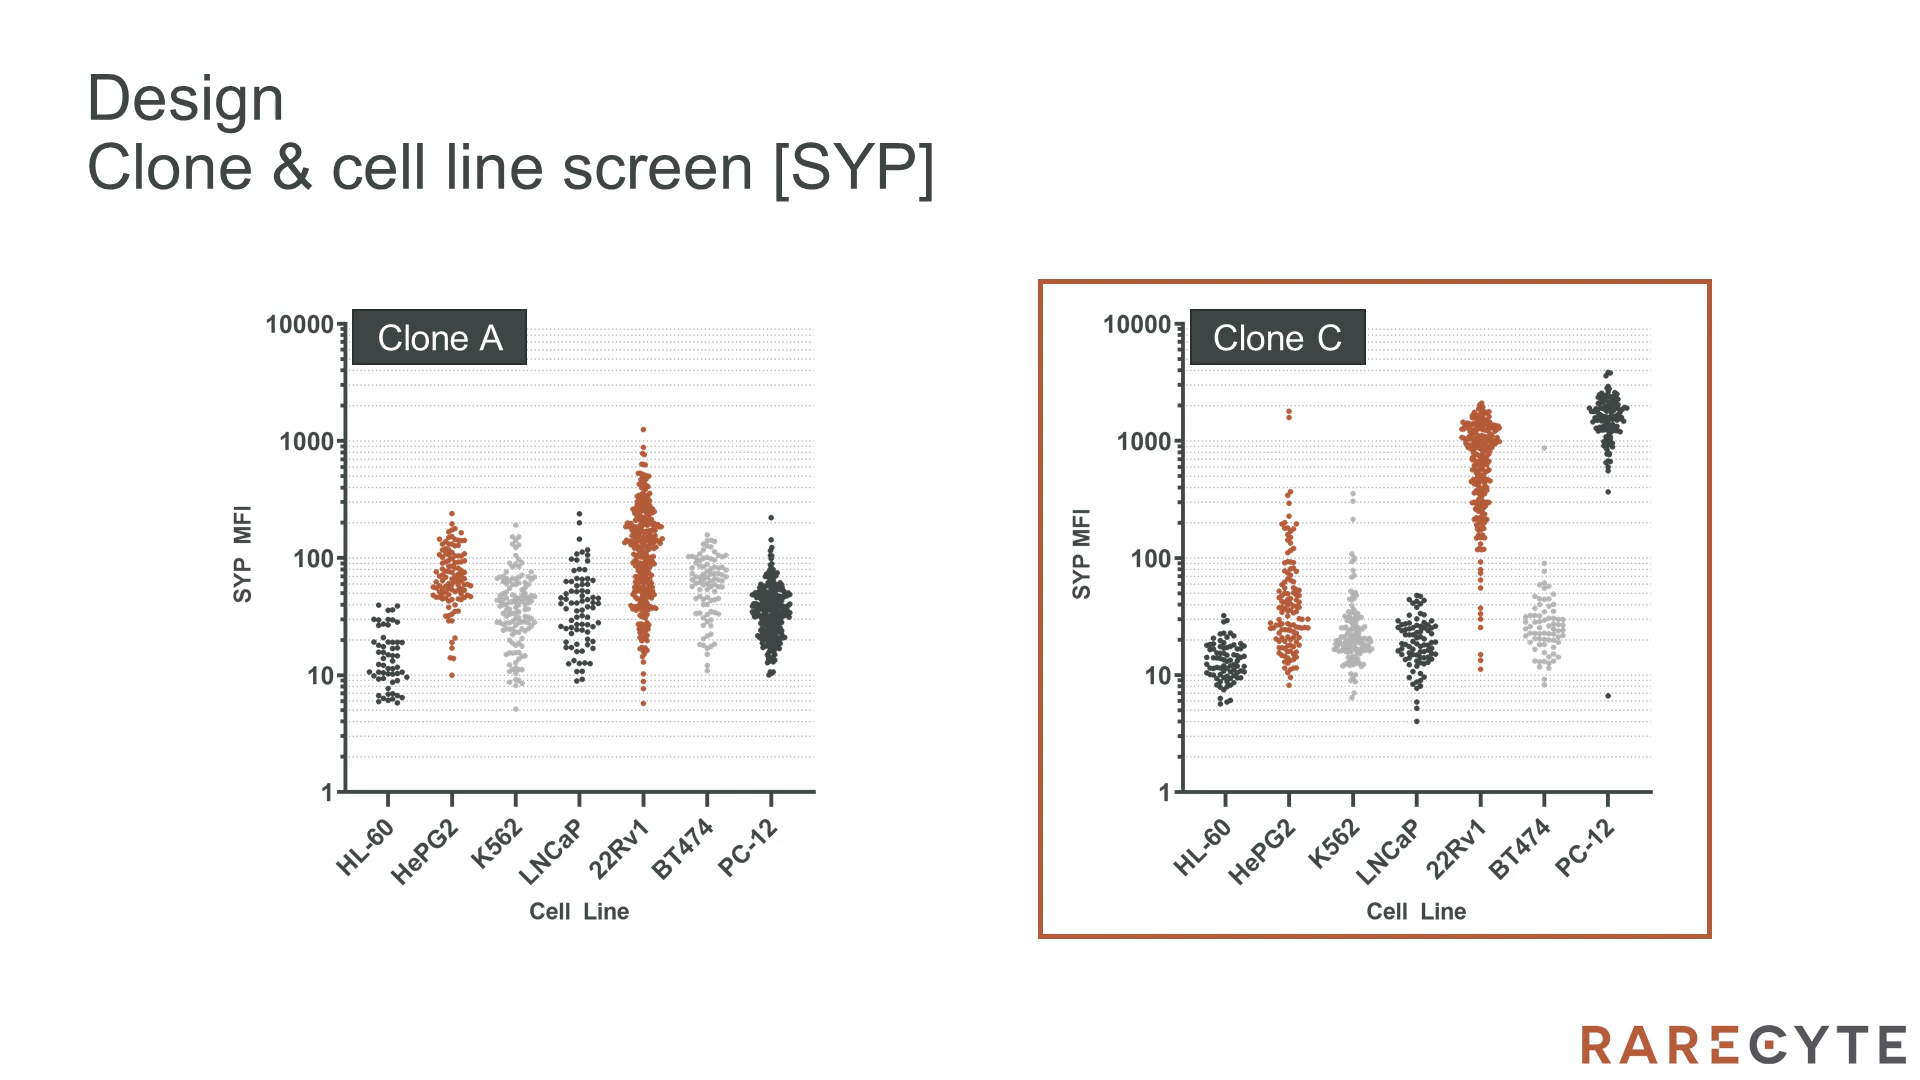 Design
Clone & cell line screen [SYP]
Clone A
10000
1000
100
10
1
SYP MFI
HL-60
HePG2
K562
LNCaP
22Rv1
BT474
PC-12
Cell Line
Clone C
10000
1000
100
10
1
SYP MFI
HL-60
HePG2
K562
LNCaP
22Rv1
BT474
PC-12
Cell Line
RARECYTE